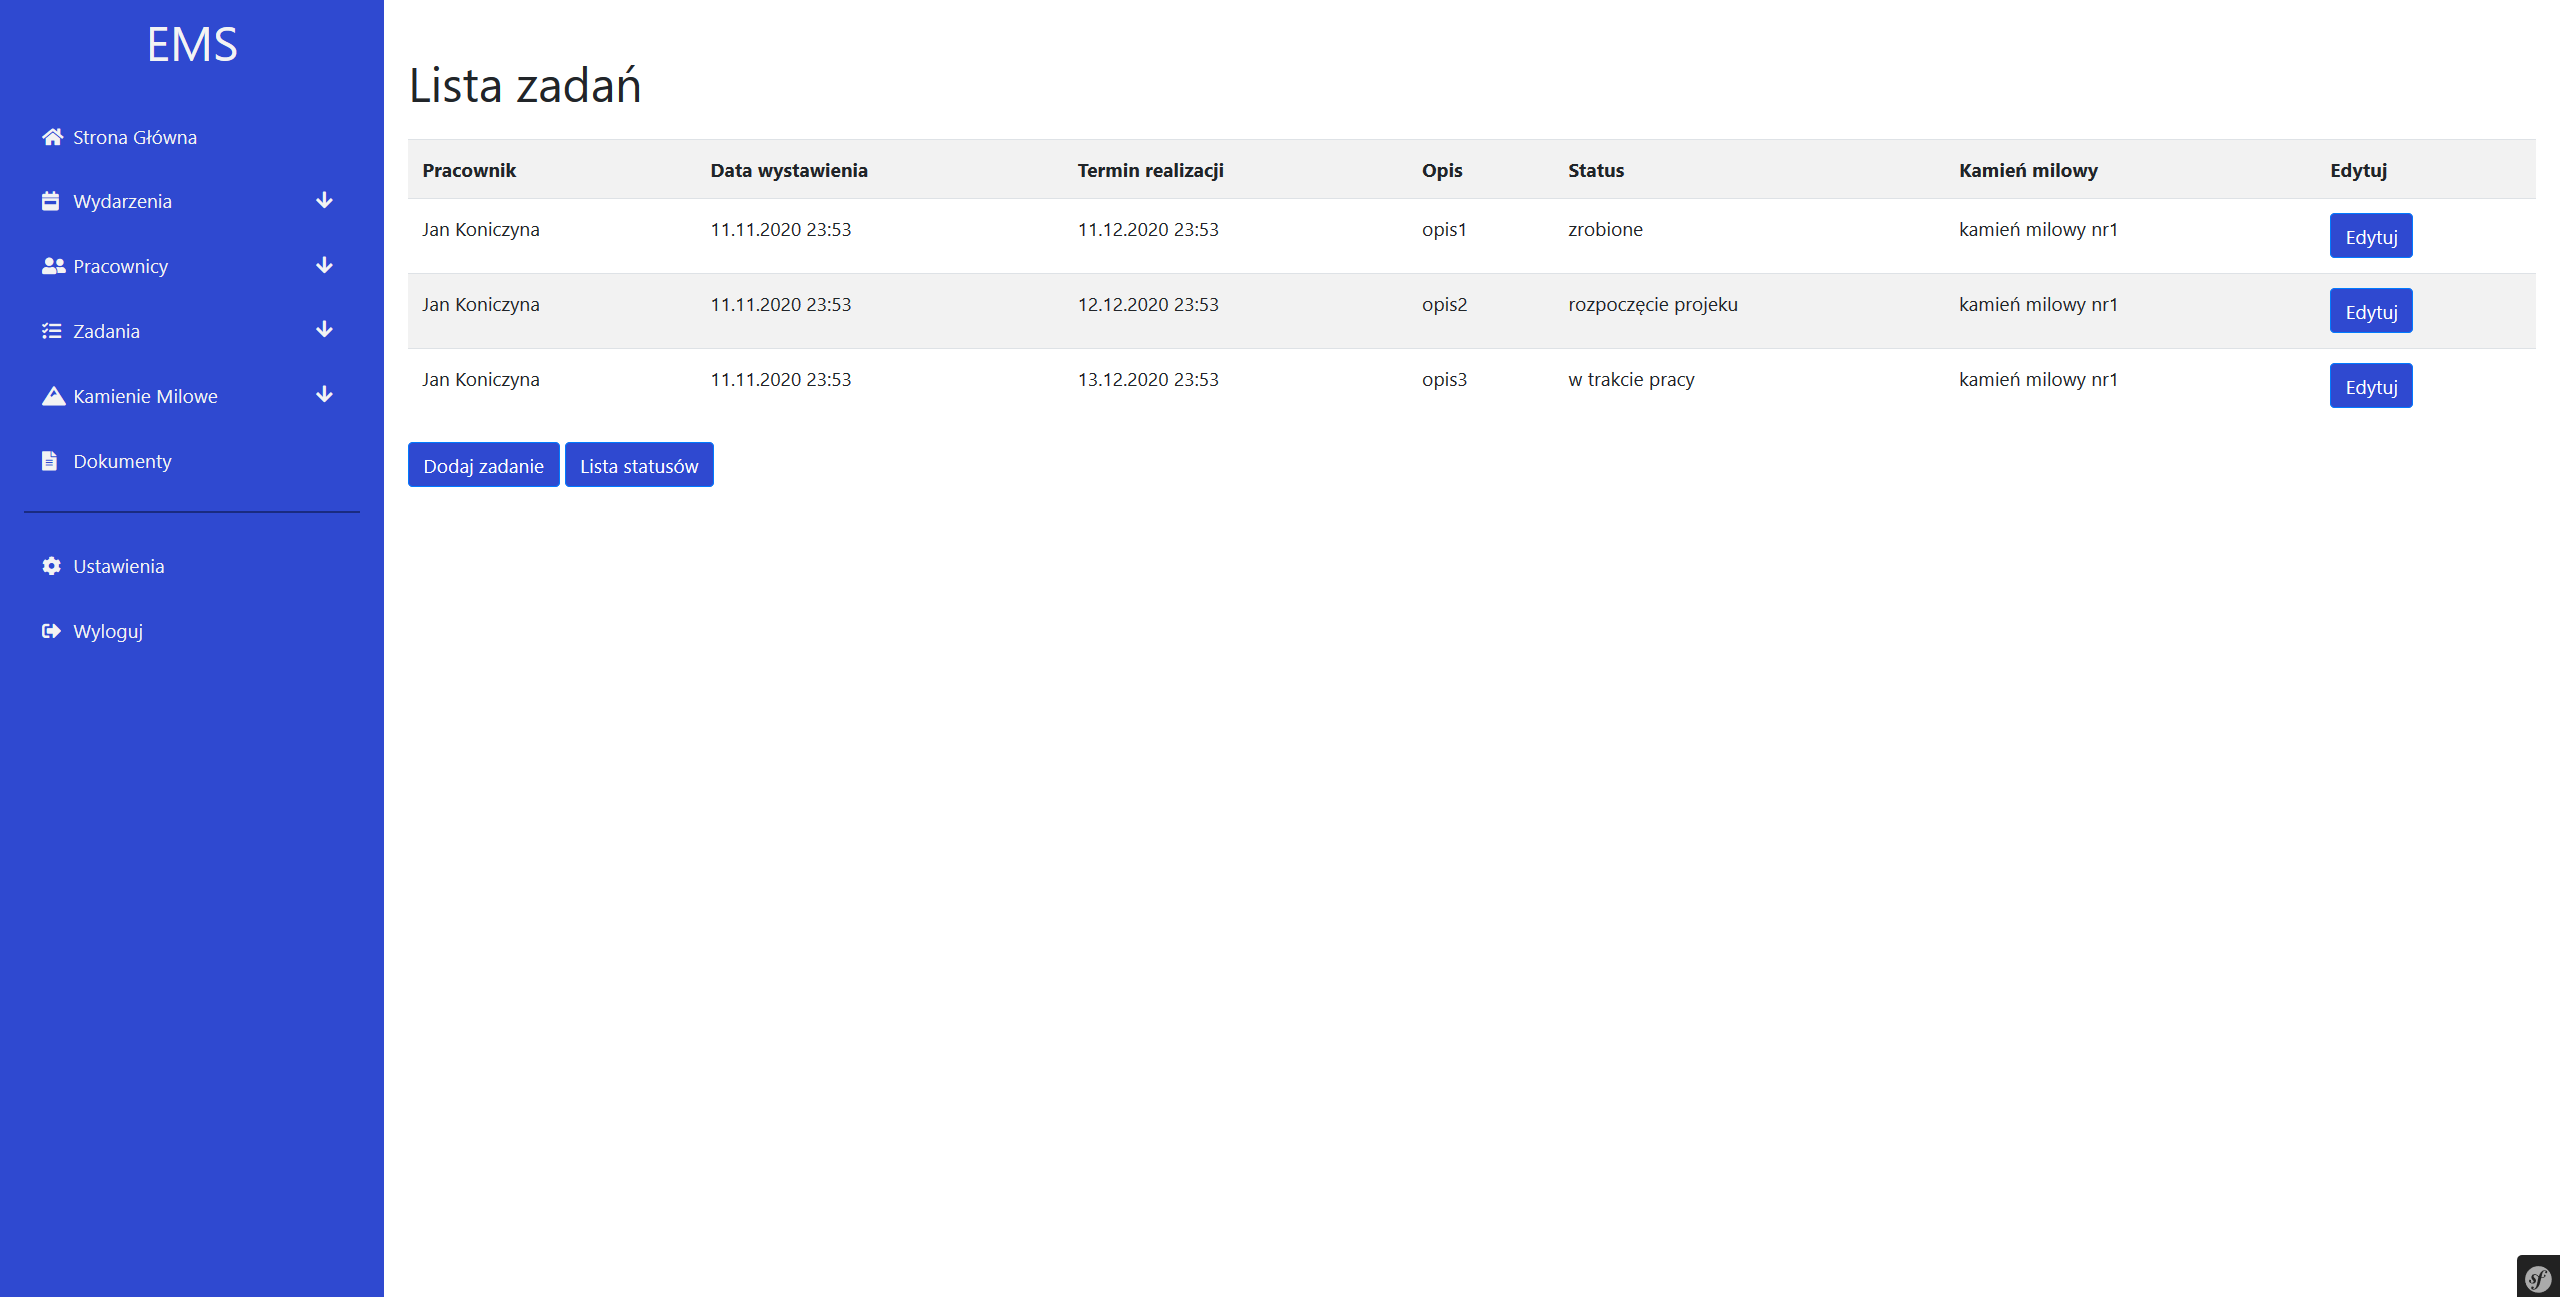 EMS
Strona Główna
Wydarzenia
Pracownicy
Zadania
Kamienie Milowe
Dokumenty
Ustawienia
Wyloguj
Lista zadań
Pracownik Data wystawienia Termin realizacji Opis Status Kamień milowy Edytuj
Jan Koniczyna 11.11.2020 23:53 11.12.2020 23:53 opis1 zrobione kamień milowy nr1 Edytuj
Jan Koniczyna 11.11.2020 23:53 12.12.2020 23:53 opis2 rozpoczęcie projeku kamień milowy nr1 Edytuj
Jan Koniczyna 11.11.2020 23:53 13.12.2020 23:53 opis3 w trakcie pracy kamień milowy nr1 Edytuj
Dodaj zadanie Lista statusów
sf